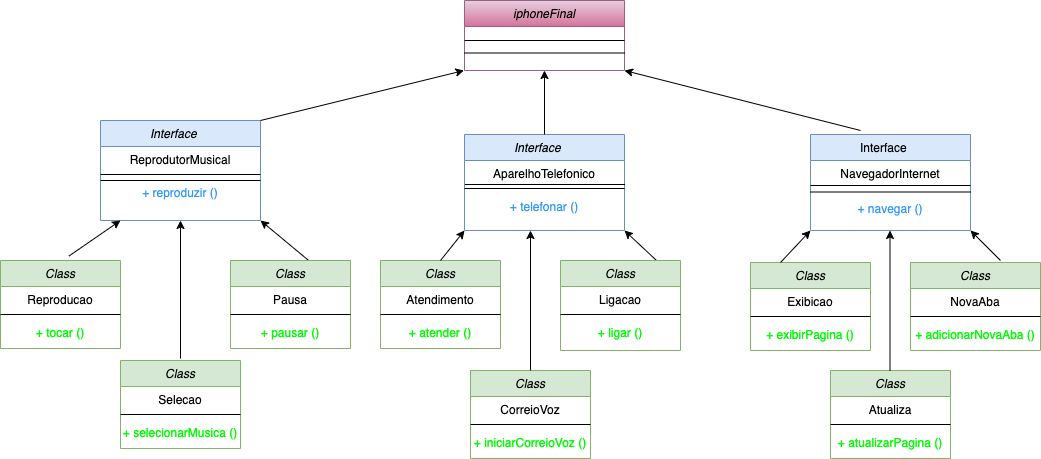 iphoneFinal
Interface
ReprodutorMusical
+ reproduzir ()
Interface
AparelhoTelefonico
+ telefonar ()
Interface
NavegadorInternet
+ navegar ()
Class
Reproducao
+ tocar ()
Class
Pausa
+ pausar ()
Class
Atendimento
+ atender ()
Class
Ligacao
+ ligar ()
Class
Exibicao
+ exibirPagina ()
Class
NovaAba
+ adicionarNovaAba ()
Class
Selecao
+ selecionarMusica ()
Class
CorreioVoz
+ iniciarCorreioVoz ()
Class
Atualiza
+ atualizarPagina ()